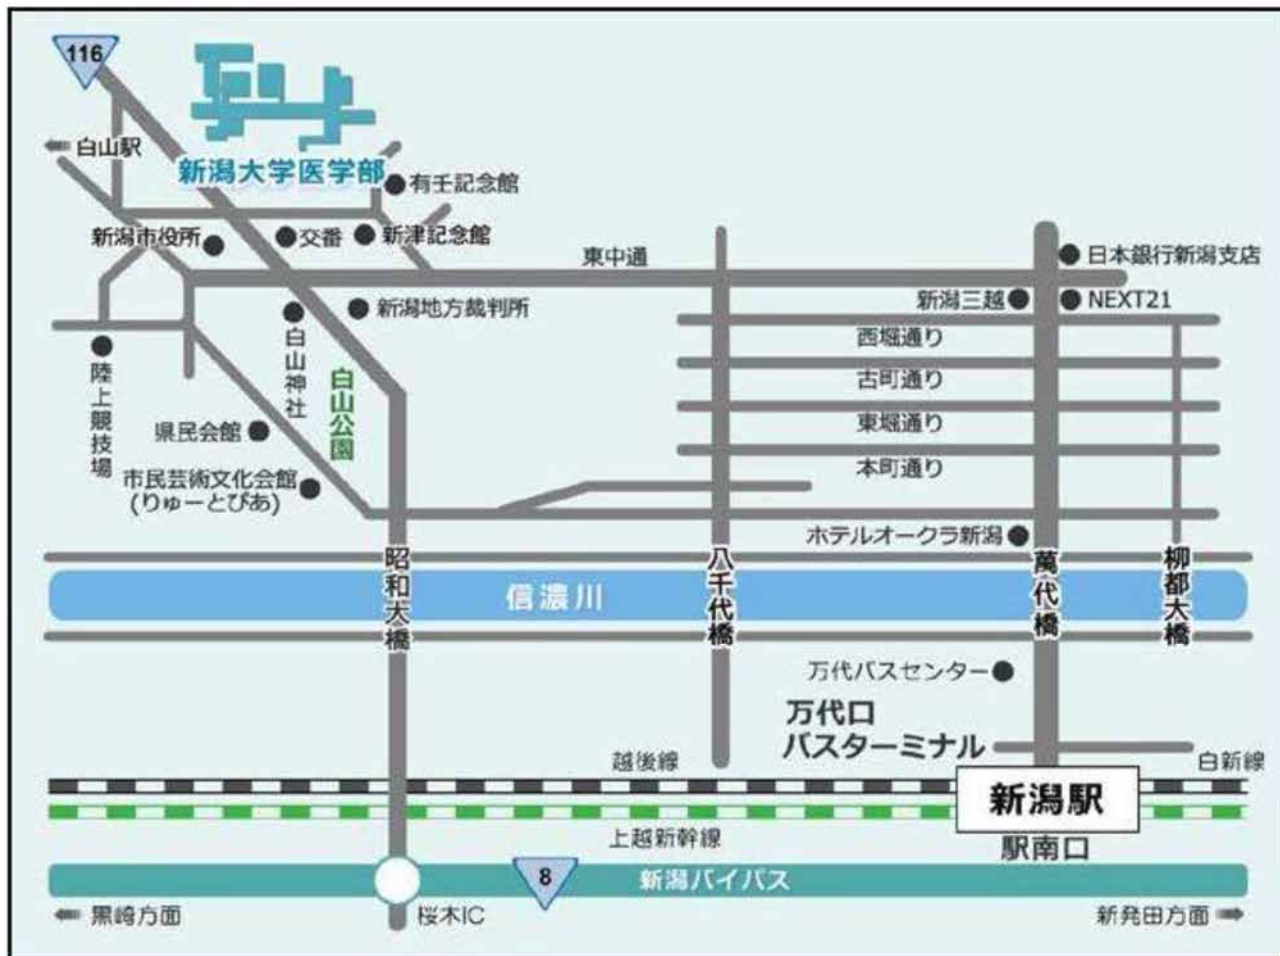 116
白山駅
新潟大学医学部
有壬記念館
新潟市役所
交番
新津記念館
東中通
日本銀行新潟支店
新潟三越
NEXT21
新潟地方裁判所
白山神社
白山公園
陸上競技場
西堀通り
古町通り
東堀通り
本町通り
県民会館
市民芸術文化会館
(りゅーとぴあ)
ホテルオークラ新潟
昭和大橋
八千代橋
萬代橋
柳都大橋
信濃川
万代バスセンター
万代口
バスターミナル
越後線
白新線
新潟駅
上越新幹線
駅南口
8
新潟バイパス
黒崎方面
桜木IC
新発田方面